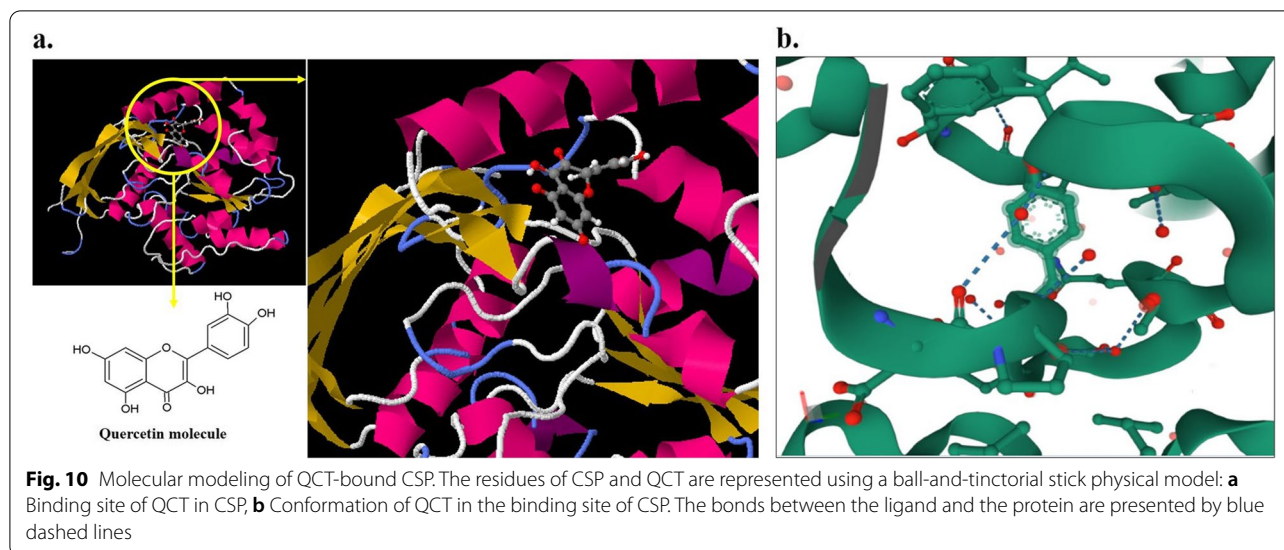 a.
b.
HO
OH
HO
O
OH
OH
O
Quercetin molecule
Fig. 10 Molecular modeling of QCT-bound CSP. The residues of CSP and QCT are represented using a ball-and-tinctorial stick physical model: a
Binding site of QCT in CSP, b Conformation of QCT in the binding site of CSP. The bonds between the ligand and the protein are presented by blue
dashed lines